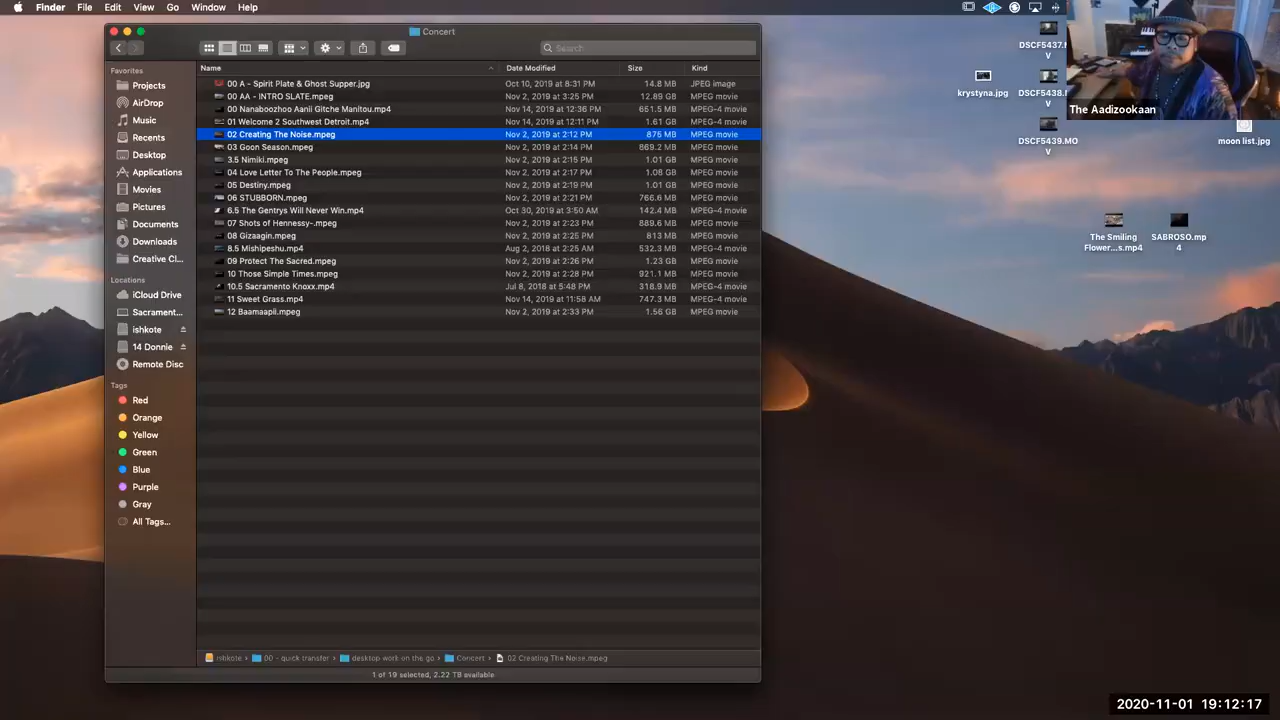 Finder File Edit View Go Window Help
Concert
Search
Favorites
Projects
AirDrop
Music
Recents
Desktop
Applications
Movies
Pictures
Documents
Downloads
Creative Cl...
Locations
iCloud Drive
Sacrament...
ishkote
14 Donnie
Remote Disc
Tags
Red
Orange
Yellow
Green
Blue
Purple
Gray
All Tags...
Name Date Modified Size Kind
00 A - Spirit Plate & Ghost Supper.jpg Oct 10, 2019 at 8:31 PM 14.8 MB JPEG image
00 AA - INTRO SLATE.mpeg Nov 2, 2019 at 3:25 PM 12.89 GB MPEG movie
00 Nanaboozhoo Aanii Gitche Manitou.mp4 Nov 14, 2019 at 12:36 PM 651.5 MB MPEG-4 movie
01 Welcome 2 Southwest Detroit.mp4 Nov 14, 2019 at 12:11 PM 1.61 GB MPEG-4 movie
02 Creating The Noise.mpeg Nov 2, 2019 at 2:12 PM 875 MB MPEG movie
03 Goon Season.mpeg Nov 2, 2019 at 2:14 PM 869.2 MB MPEG movie
3.5 Nimiki.mpeg Nov 2, 2019 at 2:15 PM 1.01 GB MPEG movie
04 Love Letter To The People.mpeg Nov 2, 2019 at 2:17 PM 1.08 GB MPEG movie
05 Destiny.mpeg Nov 2, 2019 at 2:19 PM 1.01 GB MPEG movie
06 STUBBORN.mpeg Nov 2, 2019 at 2:21 PM 766.6 MB MPEG movie
6.5 The Gentrys Will Never Win.mp4 Oct 30, 2019 at 3:50 AM 142.4 MB MPEG-4 movie
07 Shots of Hennessy-.mpeg Nov 2, 2019 at 2:23 PM 889.6 MB MPEG movie
08 Gizaagin.mpeg Nov 2, 2019 at 2:25 PM 813 MB MPEG movie
8.5 Mishipeshu.mp4 Aug 2, 2018 at 2:25 AM 532.3 MB MPEG-4 movie
09 Protect The Sacred.mpeg Nov 2, 2019 at 2:26 PM 1.23 GB MPEG movie
10 Those Simple Times.mpeg Nov 2, 2019 at 2:28 PM 921.1 MB MPEG movie
10.5 Sacramento Knoxx.mp4 Jul 8, 2018 at 5:48 PM 318.9 MB MPEG-4 movie
11 Sweet Grass.mp4 Nov 14, 2019 at 11:58 AM 747.3 MB MPEG-4 movie
12 Baamaapii.mpeg Nov 2, 2019 at 2:33 PM 1.56 GB MPEG movie
ishkote › 00 - quick transfer › desktop work on the go › Concert › 02 Creating The Noise.mpeg
1 of 19 selected, 2.22 TB available
DSCF5437.M
V
krystyna.jpg
DSCF5438.M
V
DSCF5439.MO
V
The Aadizookaan
moon list.jpg
The Smiling
Flower...s.mp4
SABROSO.mp
4
2020-11-01 19:12:17